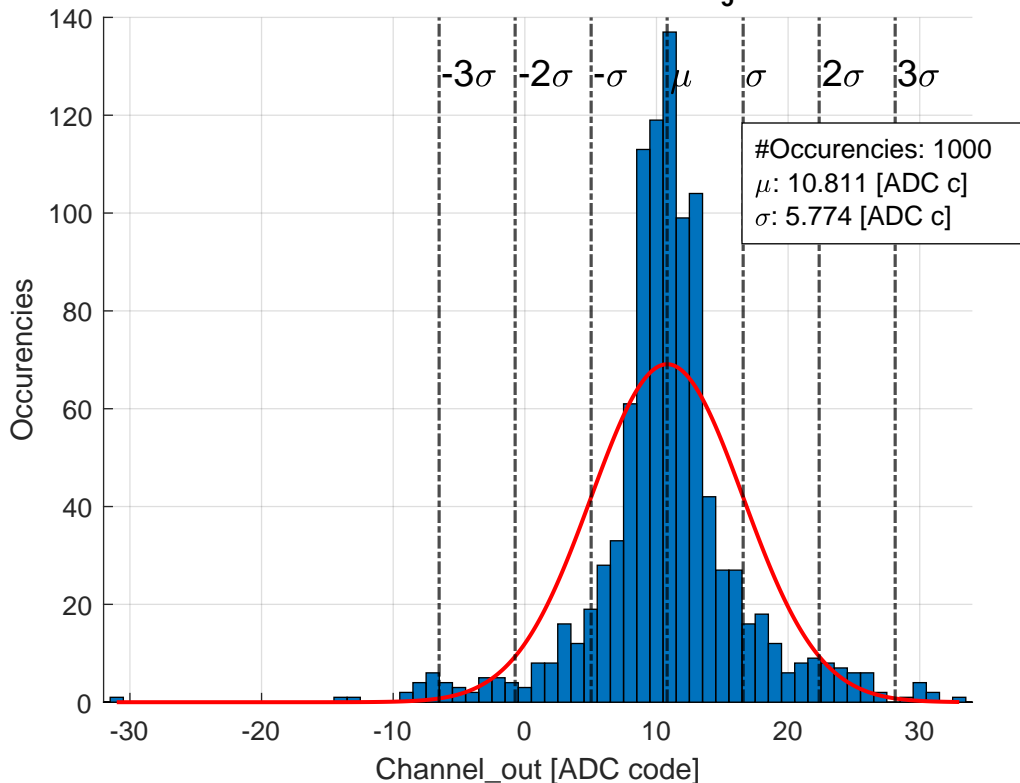 140
120
100
80
60
40
20
0
Occurencies
-3σ
-2σ
-σ
μ
σ
2σ
3σ
#Occurencies: 1000
μ: 10.811 [ADC c]
σ: 5.774 [ADC c]
-30
-20
-10
0
10
20
30
Channel_out [ADC code]